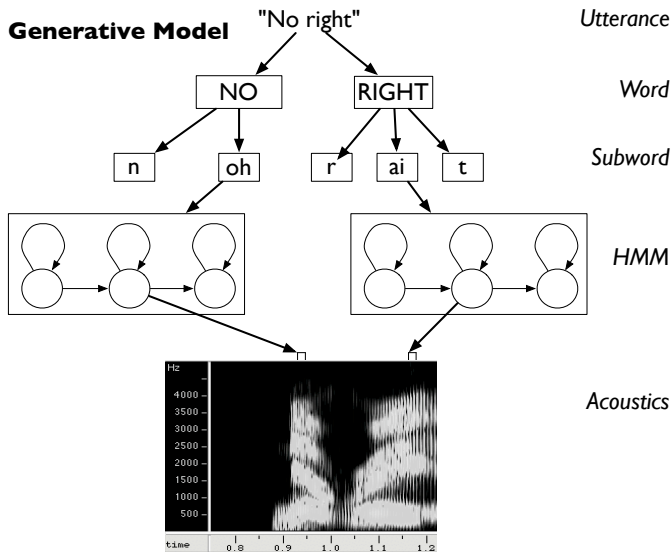 "No right"
Utterance
Generative Model
NO
RIGHT
Word
n
oh
r
ai
t
Subword
HMM
Hz
4000
3500
3000
2500
2000
1500
1000
500
Acoustics
time
0.8
0.9
1.0
1.1
1.2